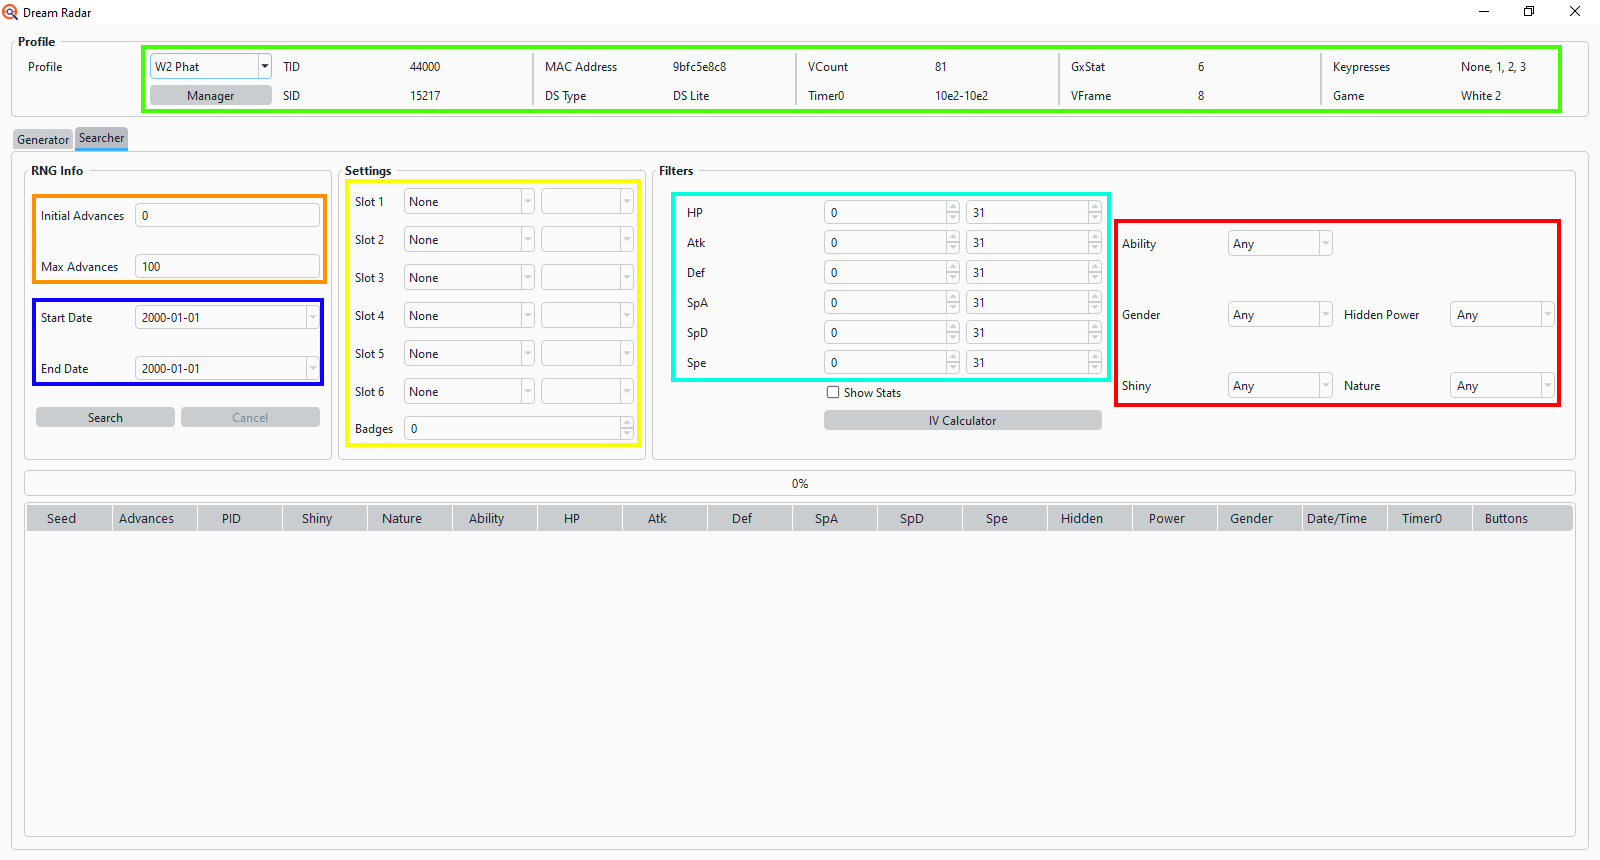 Dream Radar
Profile
Profile W2 Phat TID 44000 MAC Address 9bfc5e8c8 VCount 81 GxStat 6 Keypresses None, 1, 2, 3
Manager SID 15217 DS Type DS Lite Timer0 10e2-10e2 VFrame 8 Game White 2
Generator Searcher
RNG Info
Initial Advances 0
Max Advances 100
Start Date 2000-01-01
End Date 2000-01-01
Search Cancel
Settings
Slot 1 None
Slot 2 None
Slot 3 None
Slot 4 None
Slot 5 None
Slot 6 None
Badges 0
Filters
HP 0 31
Atk 0 31
Def 0 31
SpA 0 31
SpD 0 31
Spe 0 31
Show Stats
IV Calculator
Ability Any
Gender Any Hidden Power Any
Shiny Any Nature Any
0%
Seed Advances PID Shiny Nature Ability HP Atk Def SpA SpD Spe Hidden Power Gender Date/Time Timer0 Buttons